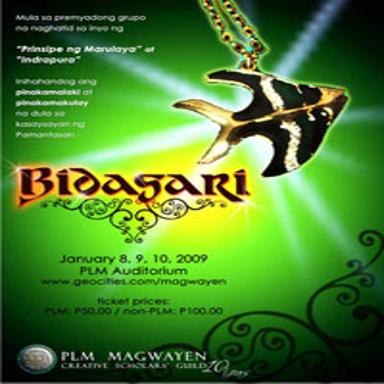 Mula sa premyadong grupo
na naghatid sa inyo ng
"Prinsipe ng Marulaya" at
"Indrapura"
Inihahandog ang
pinakamalaki at
pinakamakulay
na dula sa
kasaysayan ng
Pamantasan -
BIDASARI
January 8, 9, 10, 2009
PLM Auditorium
www.geocities.com/magwayen
ticket prices:
PLM: P50.00 / non-PLM: P100.00
PLM MAGWAYEN
CREATIVE SCHOLARS' GUILD 10 years